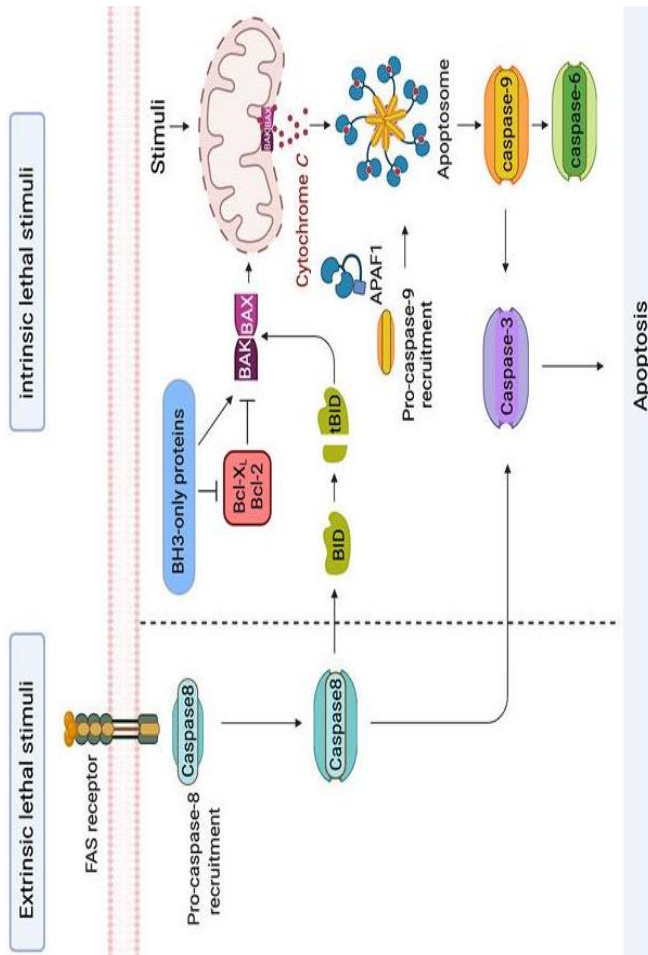 Extrinsic lethal stimuli
intrinsic lethal stimuli
FAS receptor
Pro-caspase-8
recruitment
Caspase8
Caspase8
BH3-only proteins
Bcl-XL
Bcl-2
BAK
BAX
BID
tBID
Stimuli
BAK
BAX
Cytochrome C
APAF1
Pro-caspase-9
recruitment
Apoptosome
caspase-9
caspase-6
Caspase-3
Apoptosis